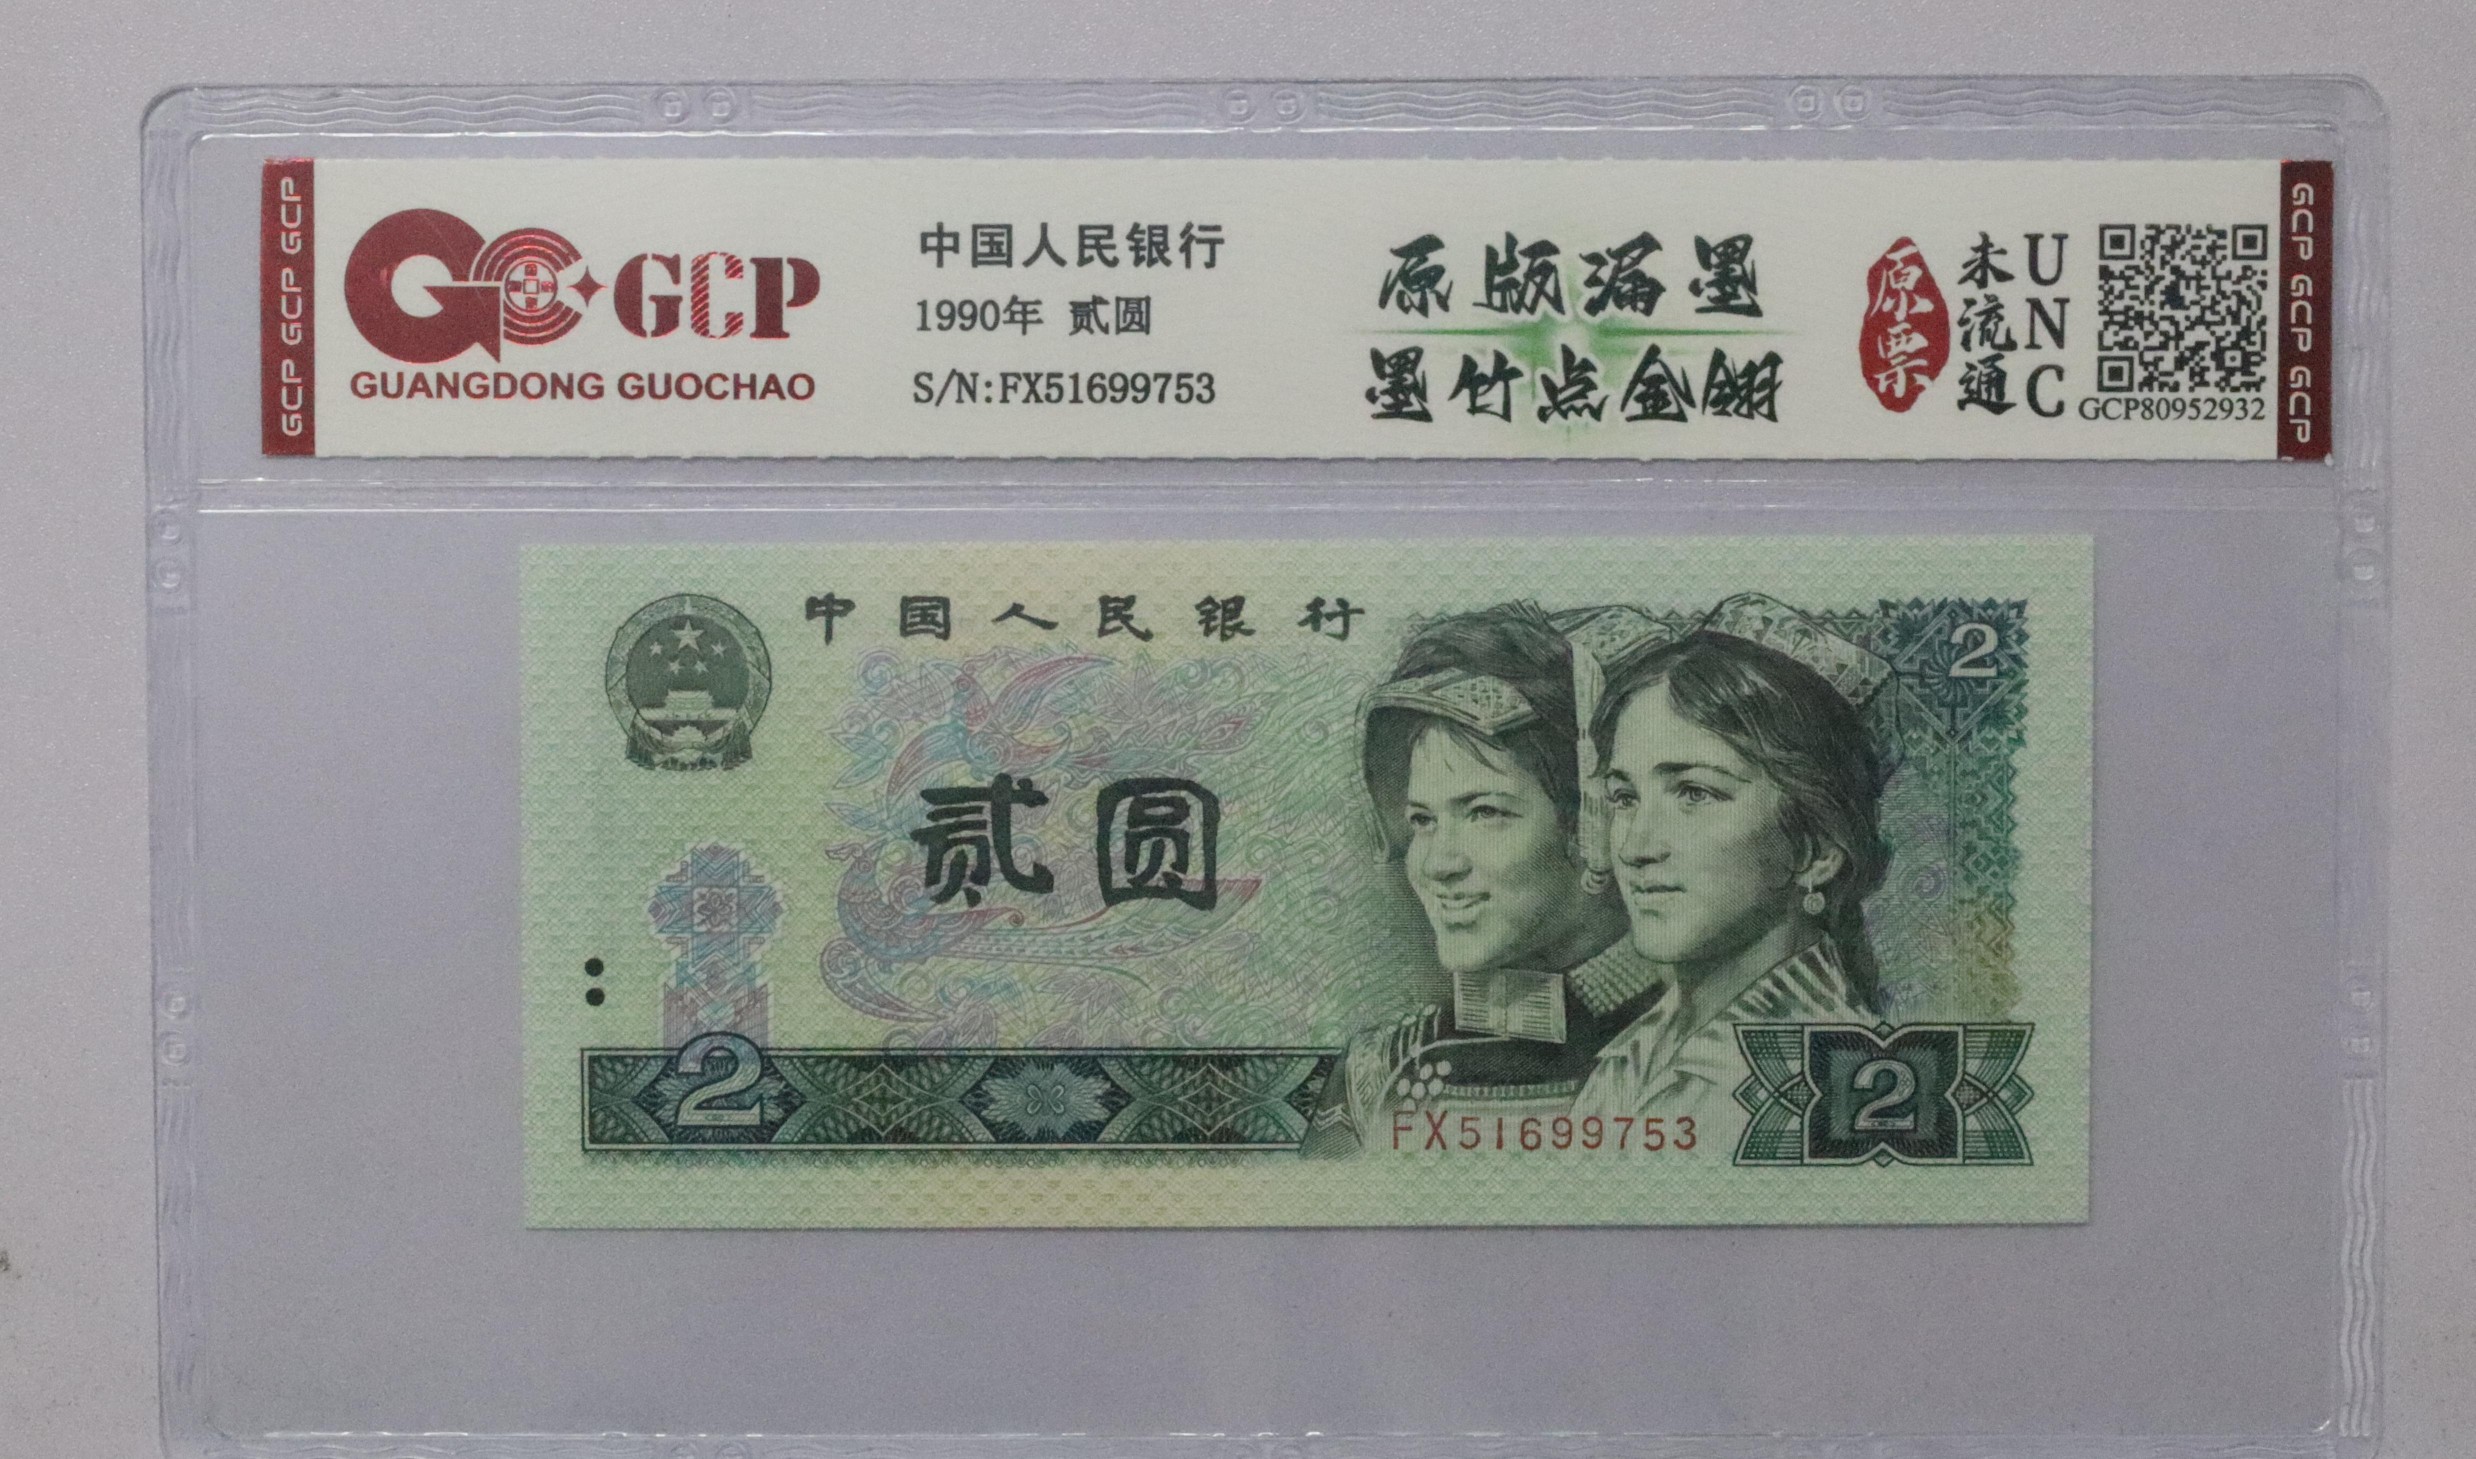 GCP GCP GCP
GCP
GUANGDONG GUOCHAO
中国人民银行
1990年 贰圆
S/N:FX51699753
原版漏墨
墨竹点金翅
原票
未流通
UNC
GCP80952932
GCP GCP GCP
中国人民银行
2
贰圆
2
FX51699753
2